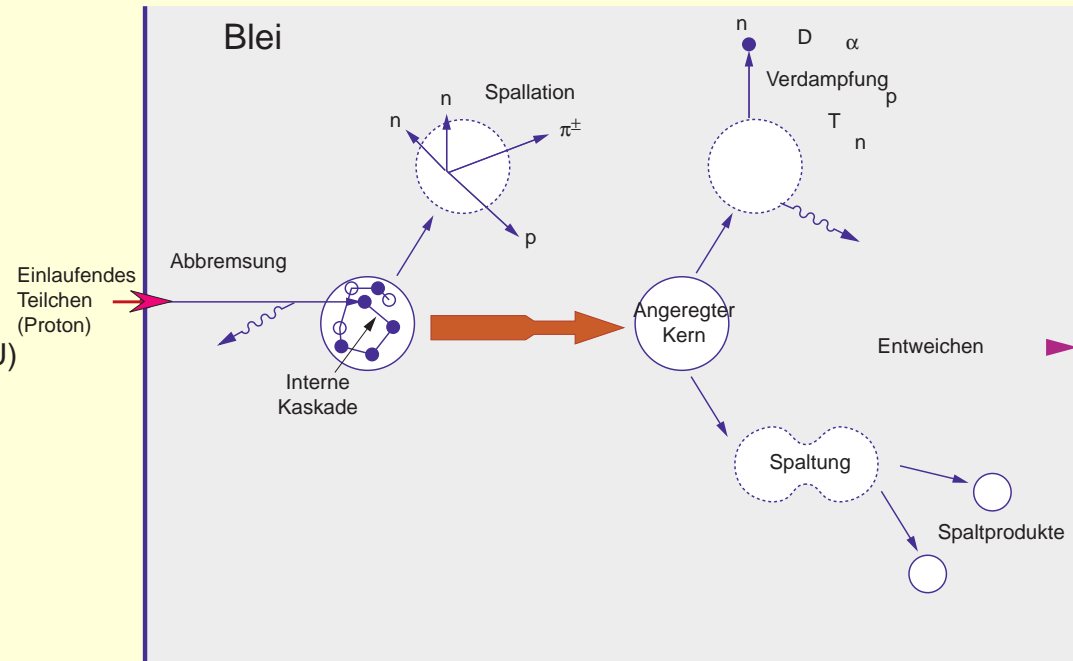 Blei
n
D
α
Verdampfung
p
T
n
Spallation
n
n
π±
p
Abbremsung
Einlaufendes
Teilchen
(Proton)
J)
Interne
Kaskade
Angeregter
Kern
Entweichen
Spaltung
Spaltprodukte